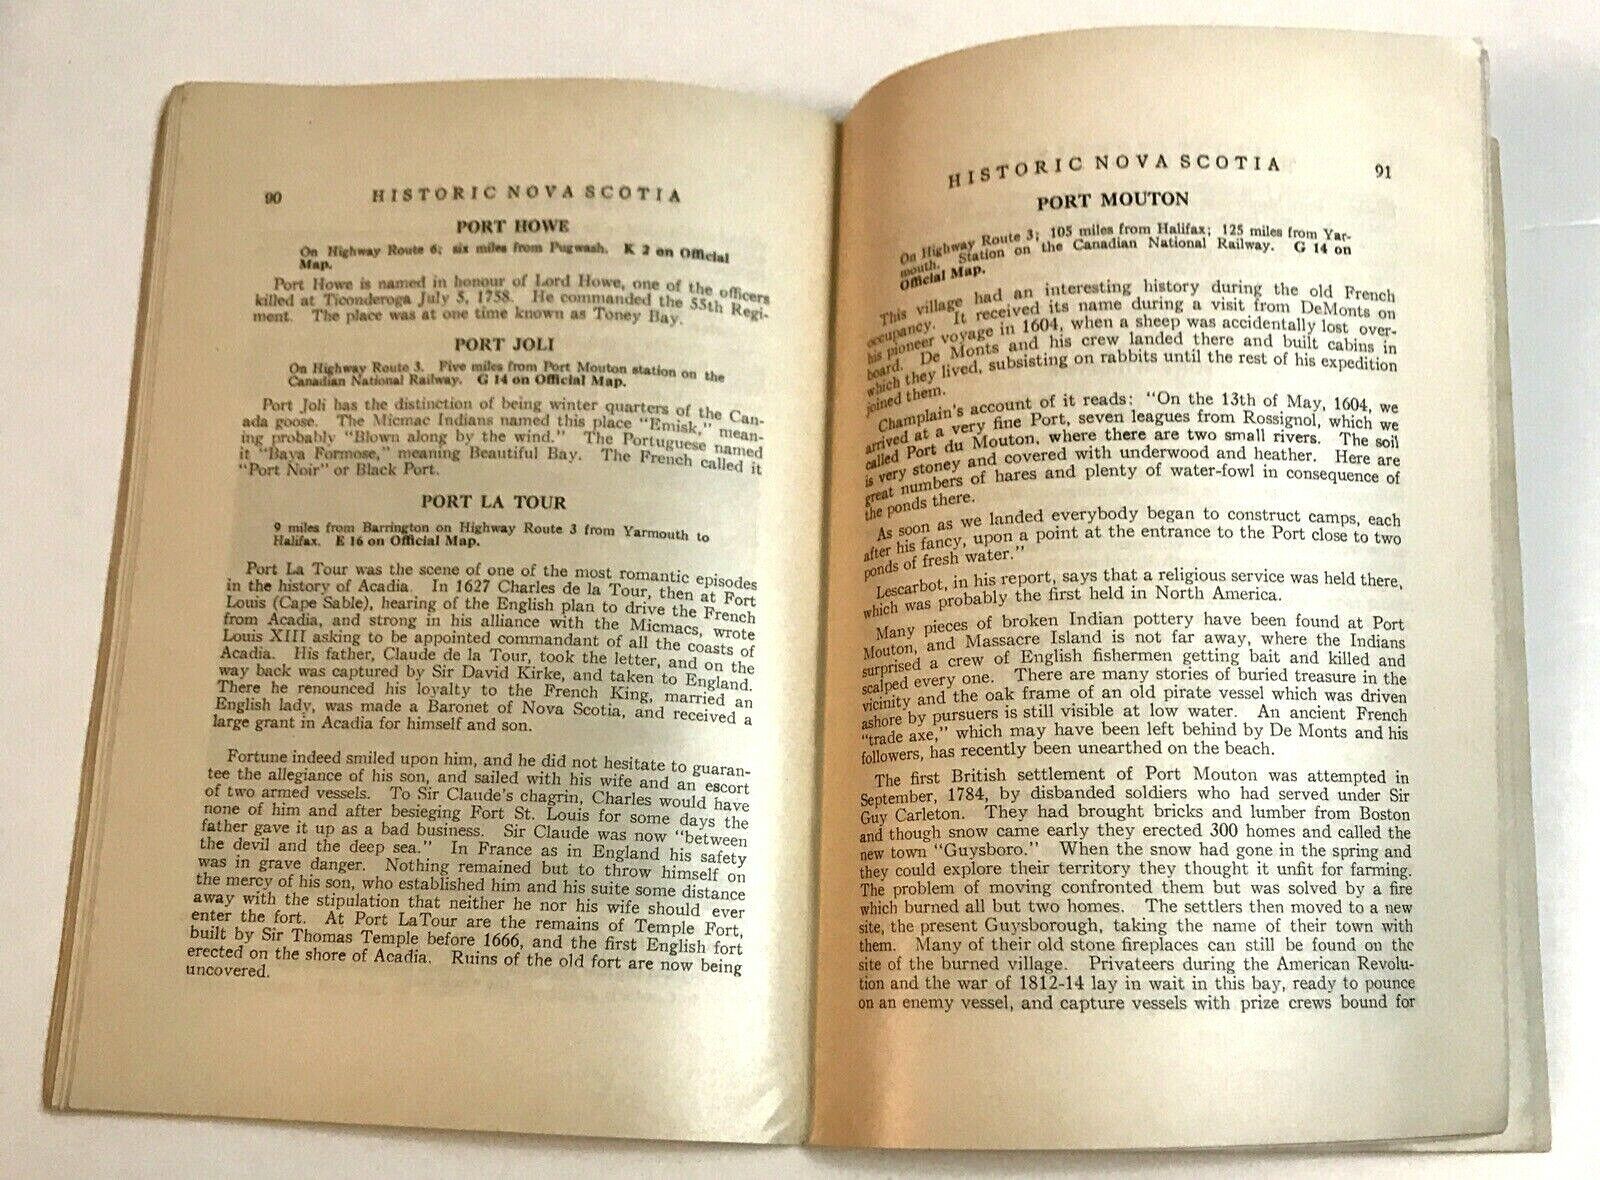 90 HISTORIC NOVA SCOTIA
PORT HOWE
On Highway Route 6; six miles from Pugwash. K 2 on Official
Map.
Port Howe is named in honour of Lord Howe, one of the officers
killed at Ticonderoga July 5, 1758. He commanded the 55th Regi-
ment. The place was at one time known as Toney Bay.
PORT JOLI
On Highway Route 3. Five miles from Port Mouton station on the
Canadian National Railway. G 14 on Official Map.
Port Joli has the distinction of being winter quarters of the Can-
ada goose. The Micmac Indians named this place "Emisk," mean-
ing probably "Blown along by the wind." The Portuguese named
it "Baya Formose," meaning Beautiful Bay. The French called it
"Port Noir" or Black Port.
PORT LA TOUR
9 miles from Barrington on Highway Route 3 from Yarmouth to
Halifax. E 16 on Official Map.
Port La Tour was the scene of one of the most romantic episodes
in the history of Acadia. In 1627 Charles de la Tour, then at Fort
Louis (Cape Sable), hearing of the English plan to drive the French
from Acadia, and strong in his alliance with the Micmacs, wrote
Louis XIII asking to be appointed commandant of all the coasts of
Acadia. His father, Claude de la Tour, took the letter, and on the
way back was captured by Sir David Kirke, and taken to England.
There he renounced his loyalty to the French King, married an
English lady, was made a Baronet of Nova Scotia, and received a
large grant in Acadia for himself and son.
Fortune indeed smiled upon him, and he did not hesitate to guaran-
tee the allegiance of his son, and sailed with his wife and an escort
of two armed vessels. To Sir Claude's chagrin, Charles would have
none of him and after besieging Fort St. Louis for some days the
father gave it up as a bad business. Sir Claude was now "between
the devil and the deep sea." In France as in England his safety
was in grave danger. Nothing remained but to throw himself on
the mercy of his son, who established him and his suite some distance
away with the stipulation that neither he nor his wife should ever
enter the fort. At Port LaTour are the remains of Temple Fort,
built by Sir Thomas Temple before 1666, and the first English fort
erected on the shore of Acadia. Ruins of the old fort are now being
uncovered.
HISTORIC NOVA SCOTIA 91
PORT MOUTON
On Highway Route 3; 105 miles from Halifax; 125 miles from Yar-
mouth. Station on the Canadian National Railway. G 14 on
Official Map.
This village had an interesting history during the old French
occupancy. It received its name during a visit from DeMonts on
his pioneer voyage in 1604, when a sheep was accidentally lost over-
board. De Monts and his crew landed there and built cabins in
which they lived, subsisting on rabbits until the rest of his expedition
joined them.
Champlain's account of it reads: "On the 13th of May, 1604, we
arrived at a very fine Port, seven leagues from Rossignol, which we
called Port du Mouton, where there are two small rivers. The soil
is very stoney and covered with underwood and heather. Here are
great numbers of hares and plenty of water-fowl in consequence of
the ponds there.
As soon as we landed everybody began to construct camps, each
after his fancy, upon a point at the entrance to the Port close to two
ponds of fresh water."
Lescarbot, in his report, says that a religious service was held there,
which was probably the first held in North America.
Many pieces of broken Indian pottery have been found at Port
Mouton, and Massacre Island is not far away, where the Indians
surprised a crew of English fishermen getting bait and killed and
scalped every one. There are many stories of buried treasure in the
vicinity and the oak frame of an old pirate vessel which was driven
ashore by pursuers is still visible at low water. An ancient French
"trade axe," which may have been left behind by De Monts and his
followers, has recently been unearthed on the beach.
The first British settlement of Port Mouton was attempted in
September, 1784, by disbanded soldiers who had served under Sir
Guy Carleton. They had brought bricks and lumber from Boston
and though snow came early they erected 300 homes and called the
new town "Guysboro." When the snow had gone in the spring and
they could explore their territory they thought it unfit for farming.
The problem of moving confronted them but was solved by a fire
which burned all but two homes. The settlers then moved to a new
site, the present Guysborough, taking the name of their town with
them. Many of their old stone fireplaces can still be found on the
site of the burned village. Privateers during the American Revolu-
tion and the war of 1812-14 lay in wait in this bay, ready to pounce
on an enemy vessel, and capture vessels with prize crews bound for